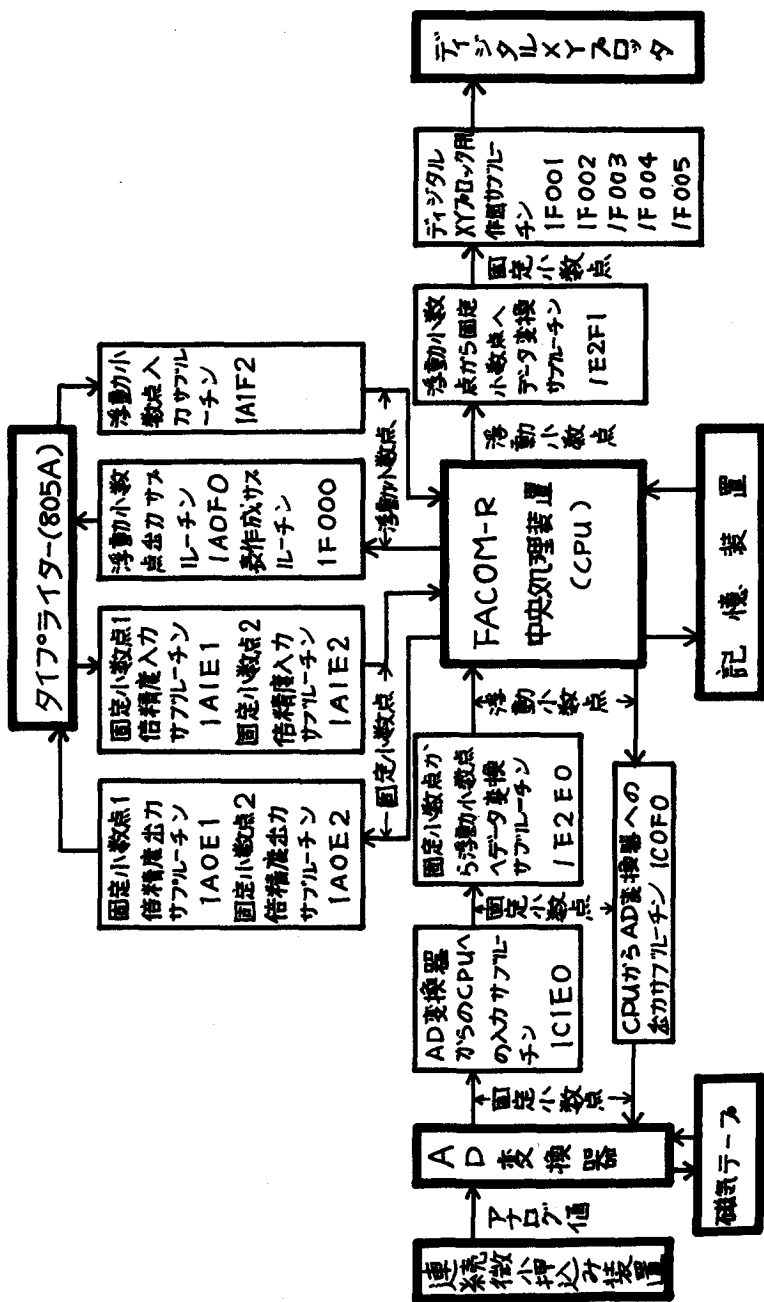 タイプライター(805A)
固定小数点1
倍精度出力
サブルーチン
1A0E1
固定小数点2
倍精度出力
サブルーチン
1A0E2
固定小数点1
倍精度入力
サブルーチン
1A1E1
固定小数点2
倍精度入力
サブルーチン
1A1E2
浮動小数
点出力サブ
ルーチン
1A0F0
表作成サブ
ルーチン
1F000
浮動小
数点入
力サブル
ーチン
1A1F2
固定小数点
浮動小数点
連続微小押込み装置
アナログ値
AD変換器
固定小数点
AD変換器
からのCPUへ
の入力サブルー
チン
1C1E0
固定小数点
固定小数点か
ら浮動小数点
へデータ変換
サブルーチン
1E2E0
浮動小数点
FACOM-R
中央処理装置
(CPU)
浮動小数点
浮動小数
点から固定
小数点へ
データ変換
サブルーチン
1E2F1
固定小数点
ディジタル
XYブロック用
作図サブルー
チン
1F001
1F002
1F003
1F004
1F005
ディジタルXYプロッタ
CPUからAD変換器への
出力サブルーチン 1C0F0
磁気テープ
記憶装置